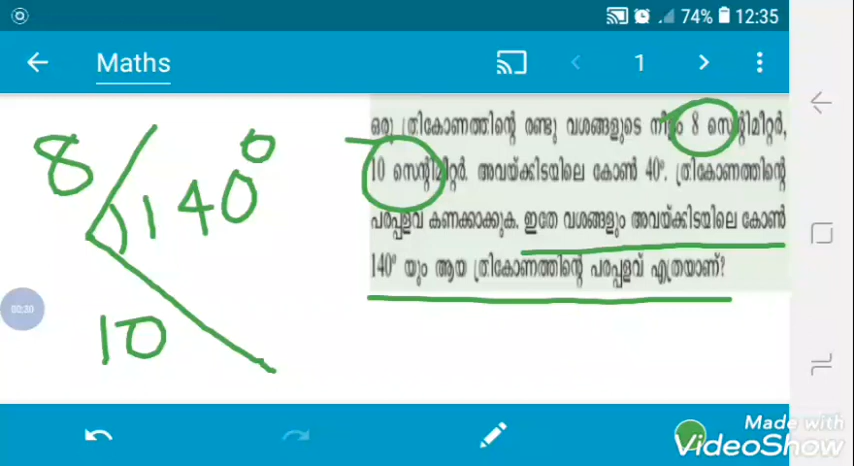 74% 12:35
Maths 1
ഒരു ത്രികോണത്തിന്റെ രണ്ടു വശങ്ങളുടെ നീളം 8 സെന്റിമീറ്റർ,
10 സെന്റിമീറ്റർ. അവയ്ക്കിടയിലെ കോൺ 40°. ത്രികോണത്തിന്റെ
പരപ്പളവ് കണക്കാക്കുക. ഇതേ വശങ്ങളും അവയ്ക്കിടയിലെ കോൺ
140° യും ആയ ത്രികോണത്തിന്റെ പരപ്പളവ് എത്രയാണ്?
8
140°
10
00:30
Made with
VideoShow